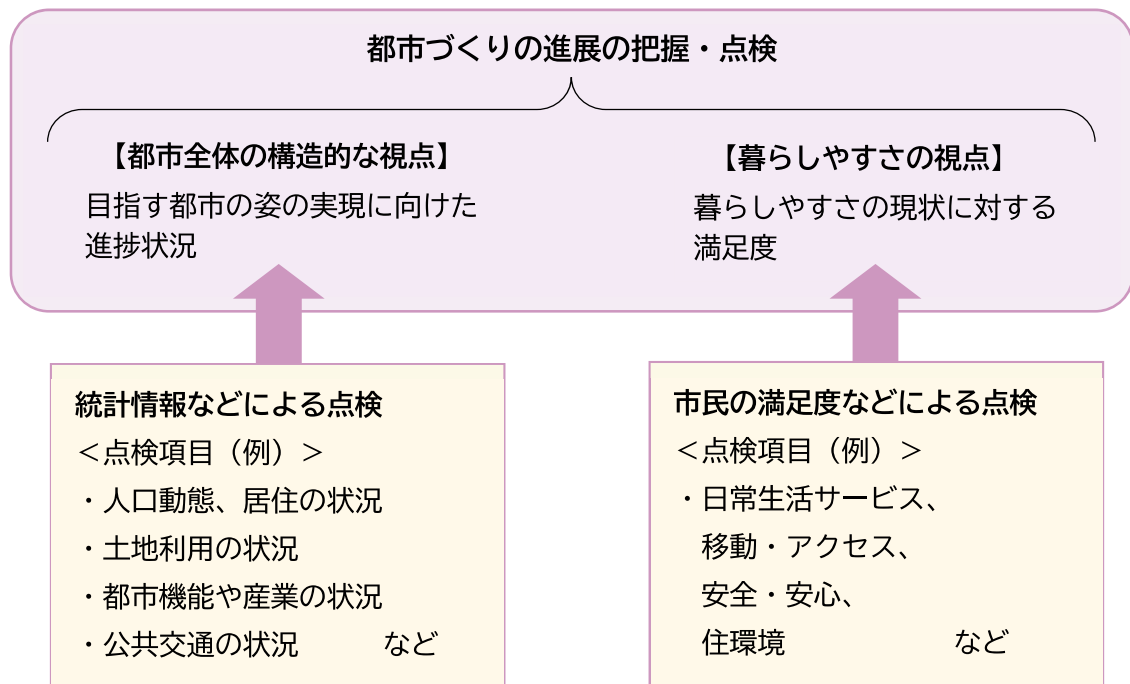 都市づくりの進展の把握・点検
【都市全体の構造的な視点】
目指す都市の姿の実現に向けた
進捗状況
【暮らしやすさの視点】
暮らしやすさの現状に対する
満足度
統計情報などによる点検
＜点検項目（例）＞
・人口動態、居住の状況
・土地利用の状況
・都市機能や産業の状況
・公共交通の状況　　　など
市民の満足度などによる点検
＜点検項目（例）＞
・日常生活サービス、
移動・アクセス、
安全・安心、
住環境　　　　　　など